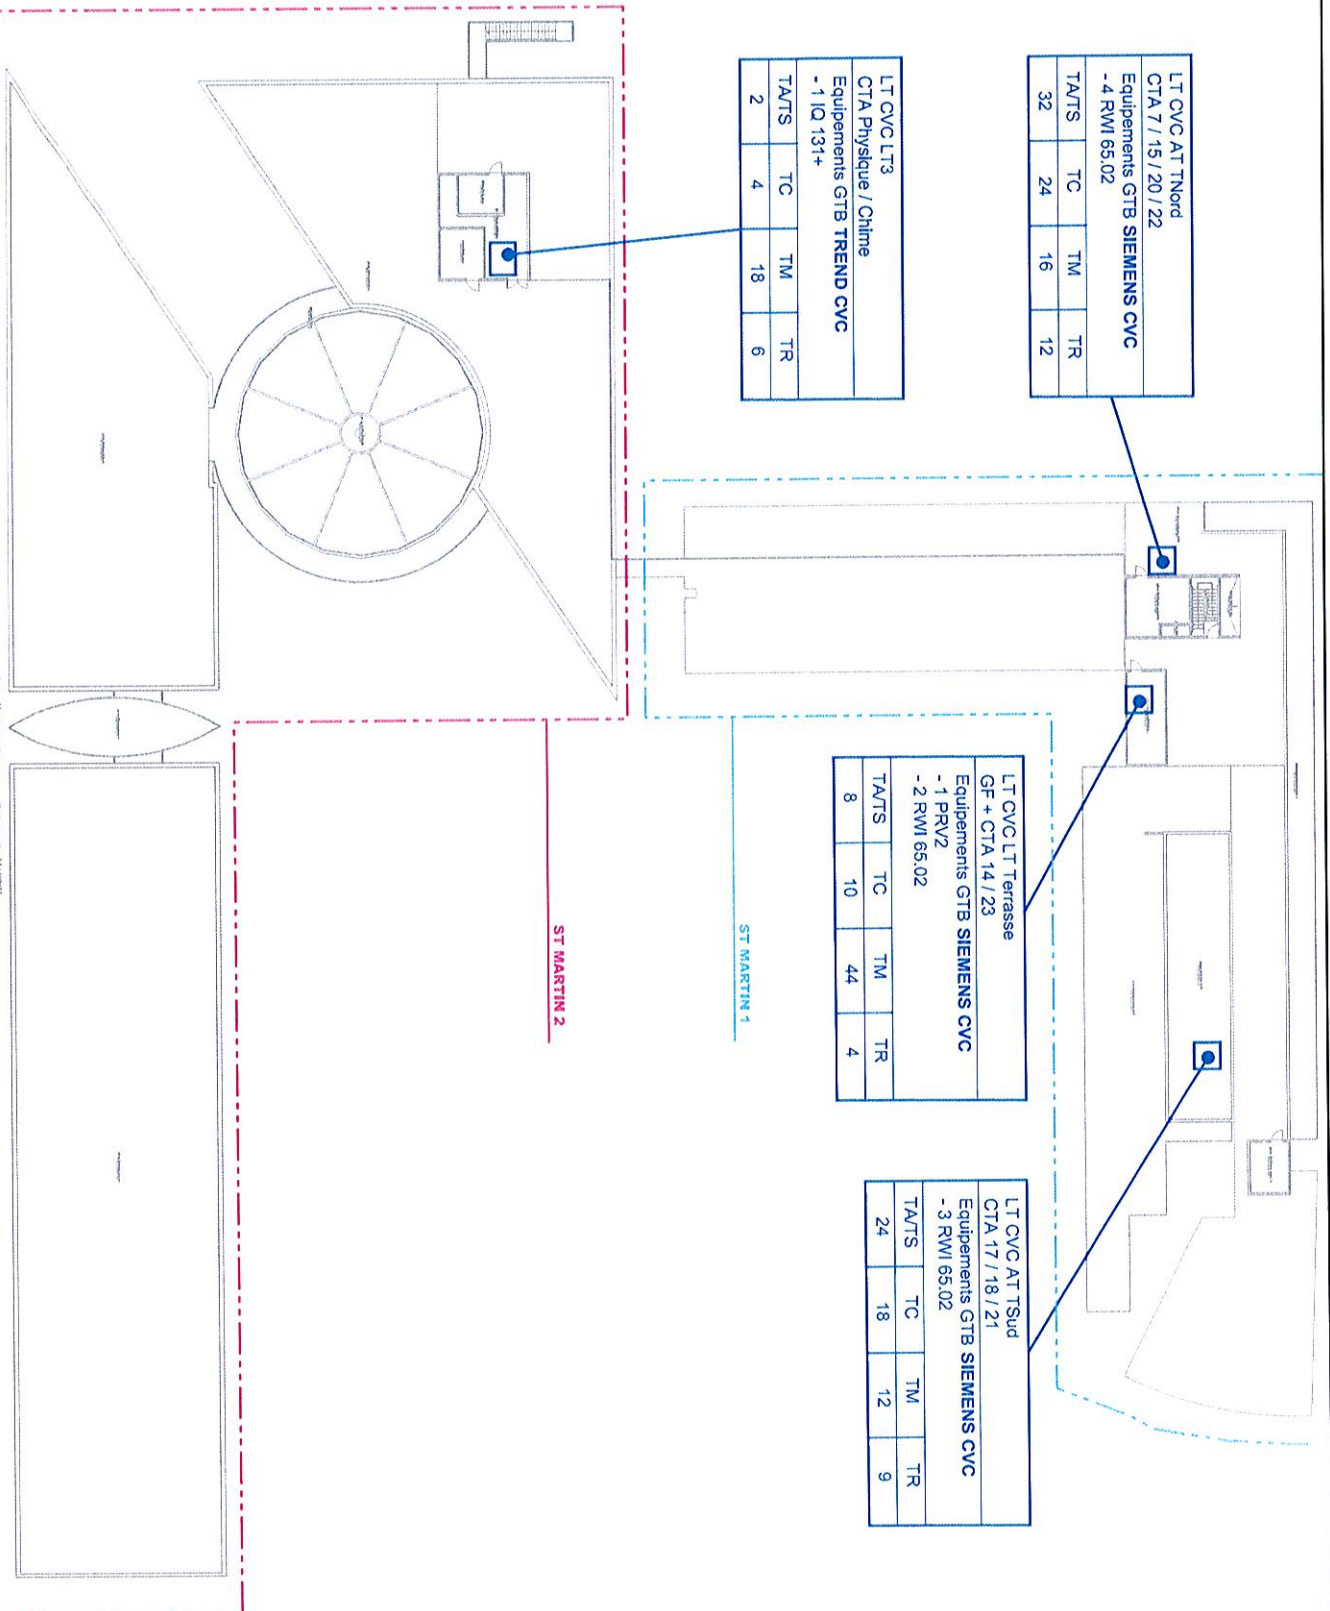 LT CVC AT TNord
CTA 7 / 15 / 20 / 22
Equipements GTB SIEMENS CVC
- 4 RWI 65.02
TA/TS TC TM TR
32 24 16 12
LT CVC LT3
CTA Physique / Chimie
Equipements GTB TREND CVC
- 1 IQ 131+
TA/TS TC TM TR
2 4 18 6
LT CVC LT Terrasse
GF + CTA 14 / 23
Equipements GTB SIEMENS CVC
- 1 PRV2
- 2 RWI 65.02
TA/TS TC TM TR
8 10 44 4
LT CVC AT TSud
CTA 17 / 18 / 21
Equipements GTB SIEMENS CVC
- 3 RWI 65.02
TA/TS TC TM TR
24 18 12 9
ST MARTIN 1
ST MARTIN 2